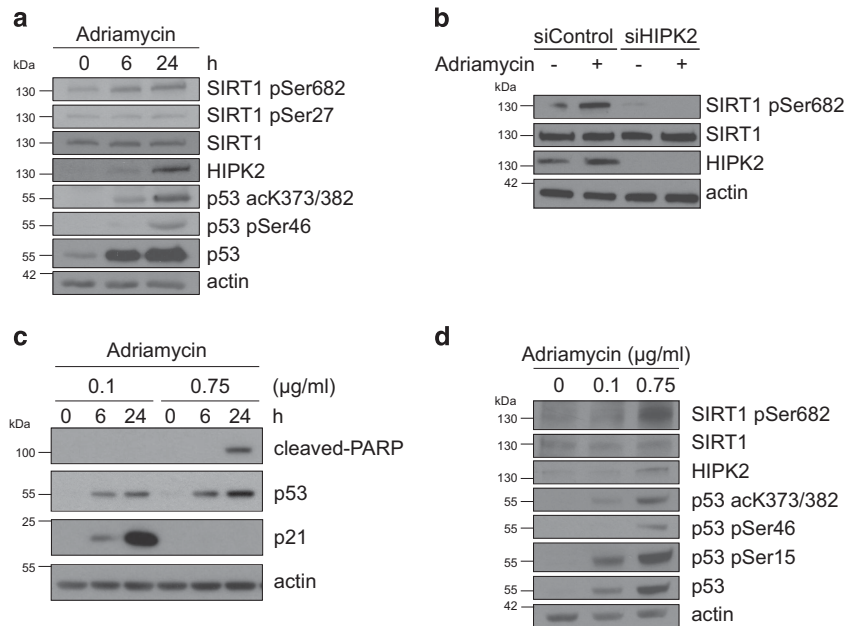 a
Adriamycin
kDa 0 6 24 h
130 SIRT1 pSer682
130 SIRT1 pSer27
130 SIRT1
130 HIPK2
55 p53 acK373/382
p53 pSer46
55 p53
42 actin
b
siControl siHIPK2
Adriamycin - + - +
kDa
130 SIRT1 pSer682
130 SIRT1
130 HIPK2
42 actin
c
Adriamycin
0.1 0.75 (μg/ml)
0 6 24 0 6 24 h
kDa
100 cleaved-PARP
55 p53
25 p21
55 actin
d
Adriamycin (μg/ml)
0 0.1 0.75
kDa
130 SIRT1 pSer682
130 SIRT1
130 HIPK2
55 p53 acK373/382
55 p53 pSer46
55 p53 pSer15
55 p53
42 actin